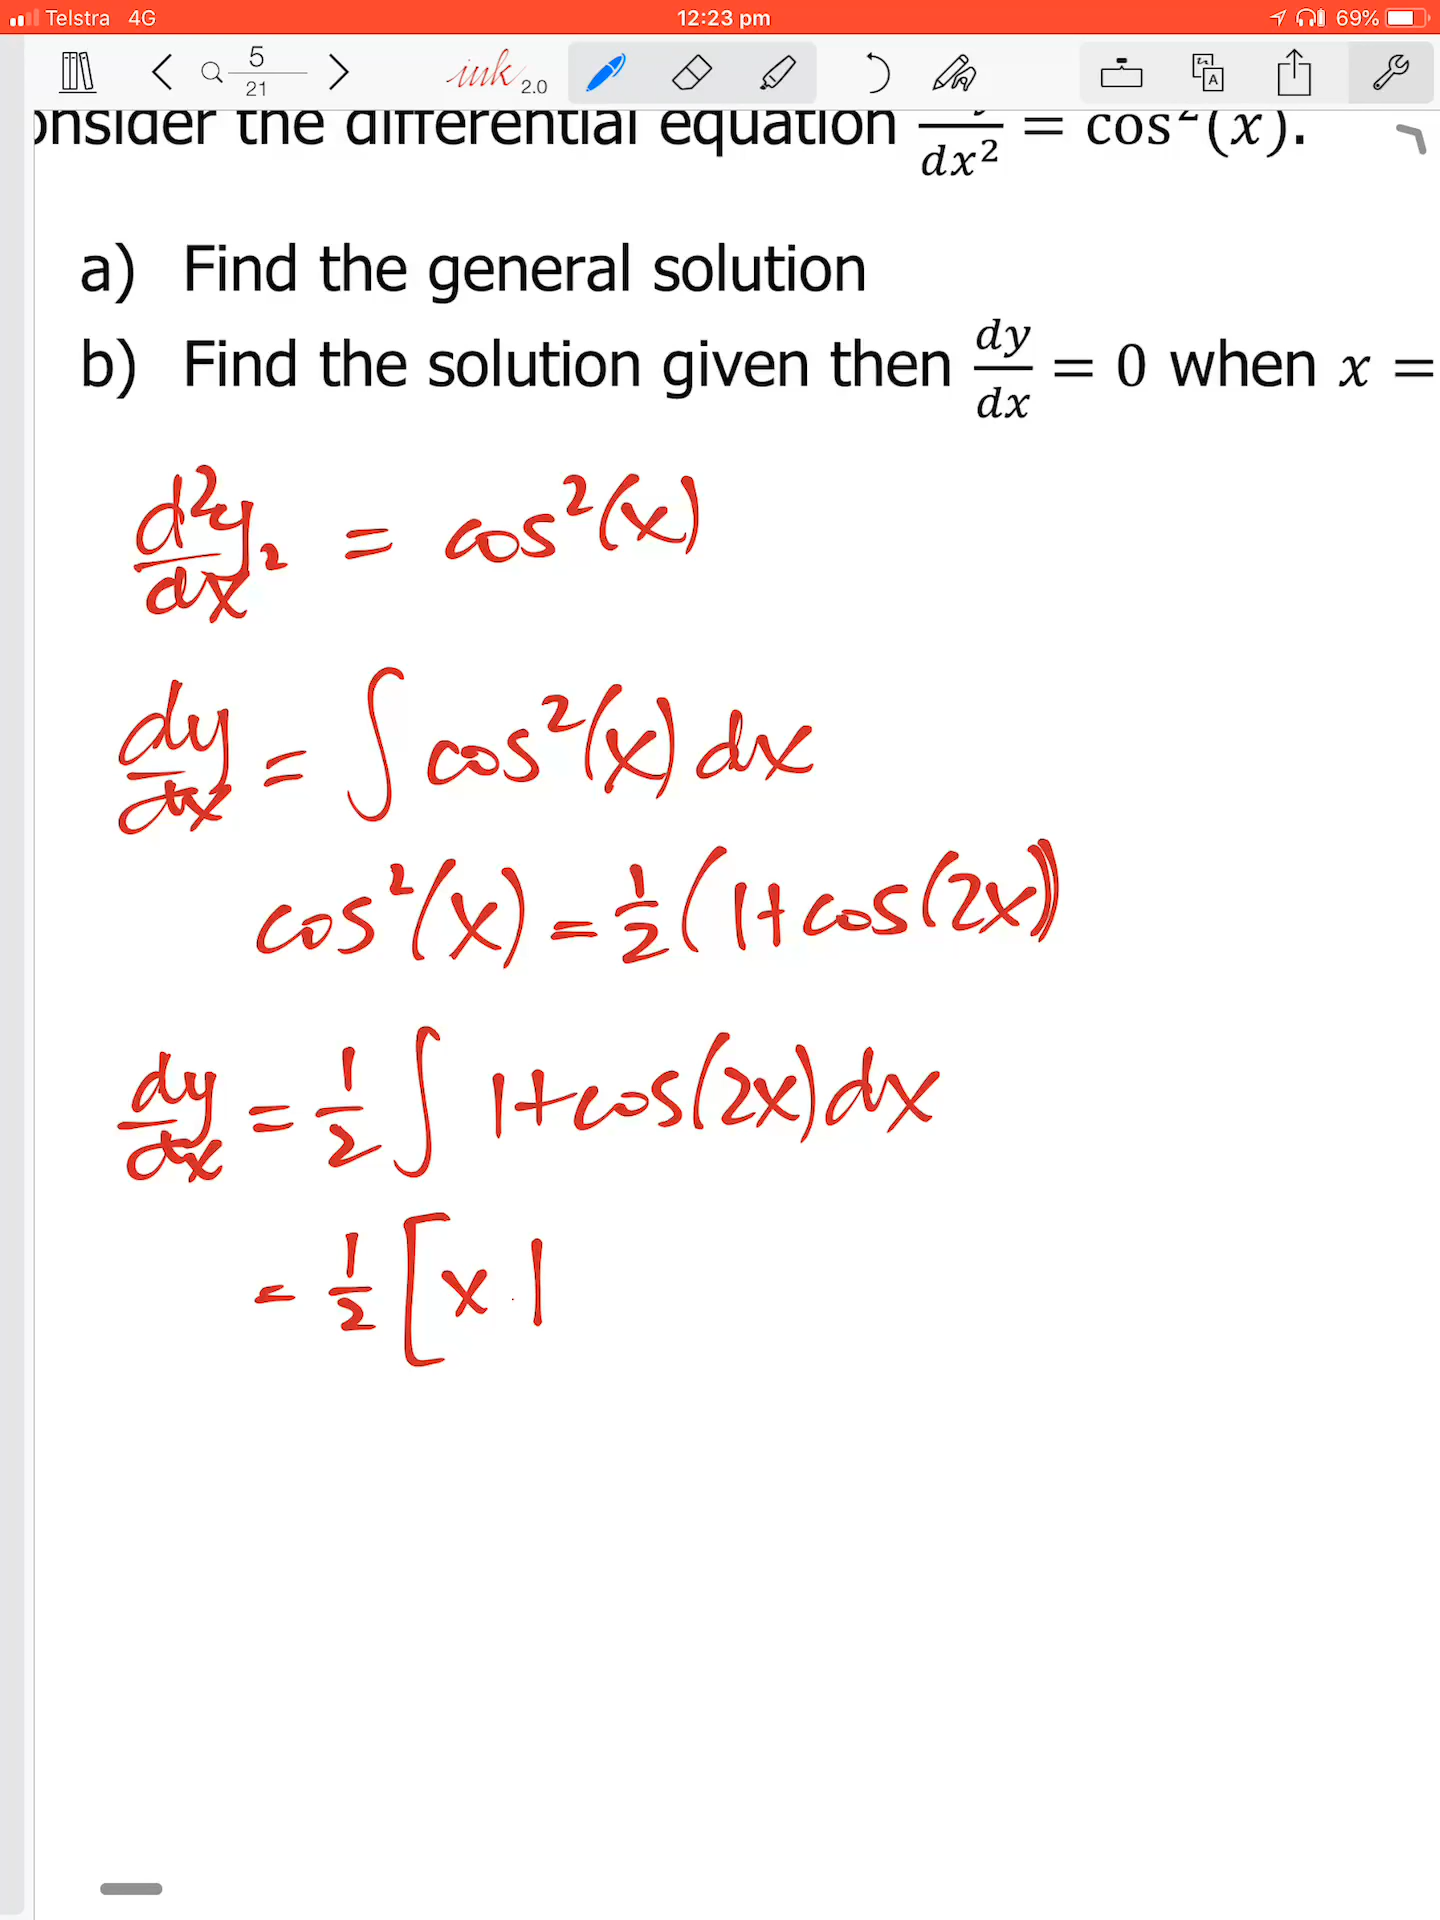 Telstra 4G 12:23 pm 69%
5
21
ink 2.0
onsider the differential equation dy/dx² = cos²(x).
a) Find the general solution
b) Find the solution given then dy/dx = 0 when x =
d²y/dx² = cos²(x)
dy/dx = ∫ cos²(x) dx
cos²(x) = 1/2 (1+cos(2x))
dy/dx = 1/2 ∫ 1+cos(2x) dx
= 1/2 [x